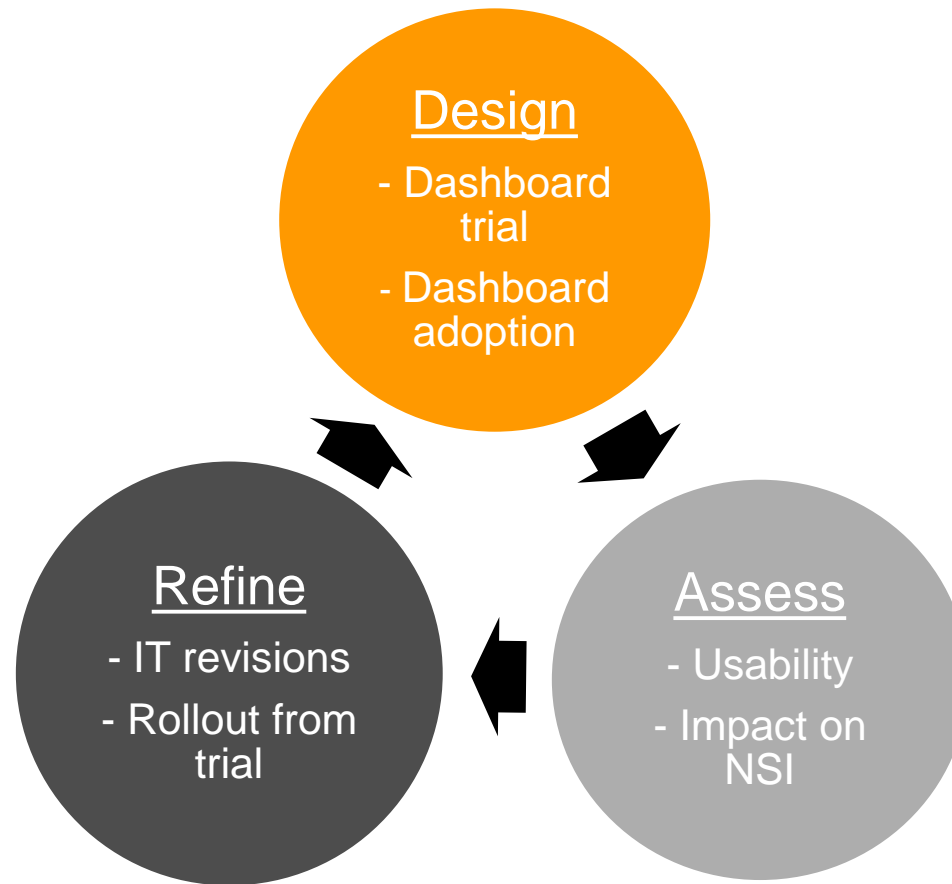 Design
- Dashboard
trial
- Dashboard
adoption
Refine
- IT revisions
- Rollout from
trial
Assess
- Usability
- Impact on
NSI